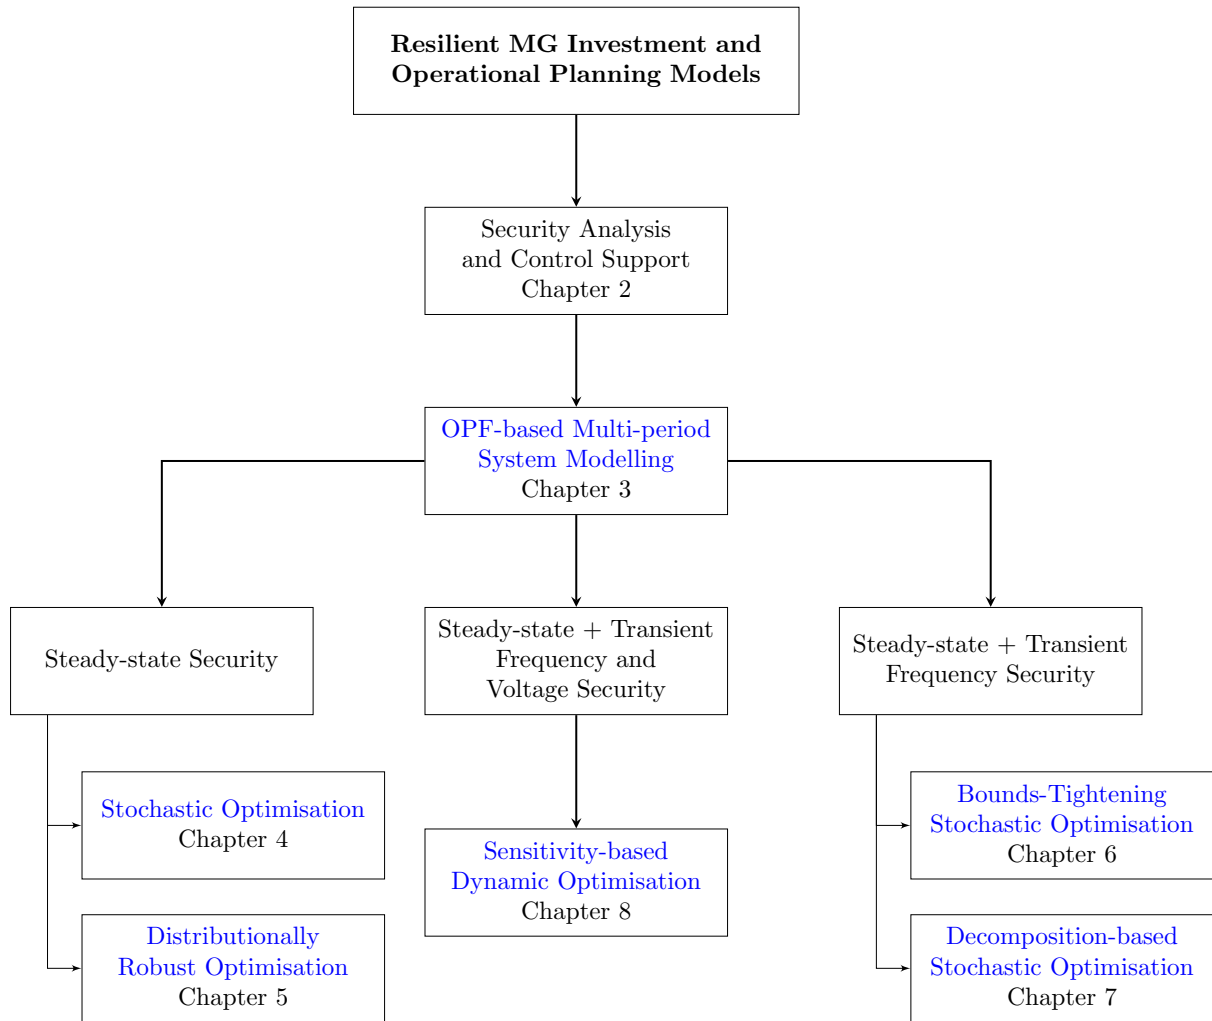 Resilient MG Investment and
Operational Planning Models
Security Analysis
and Control Support
Chapter 2
OPF-based Multi-period
System Modelling
Chapter 3
Steady-state Security
Steady-state + Transient
Frequency and
Voltage Security
Steady-state + Transient
Frequency Security
Stochastic Optimisation
Chapter 4
Distributionally
Robust Optimisation
Chapter 5
Sensitivity-based
Dynamic Optimisation
Chapter 8
Bounds-Tightening
Stochastic Optimisation
Chapter 6
Decomposition-based
Stochastic Optimisation
Chapter 7